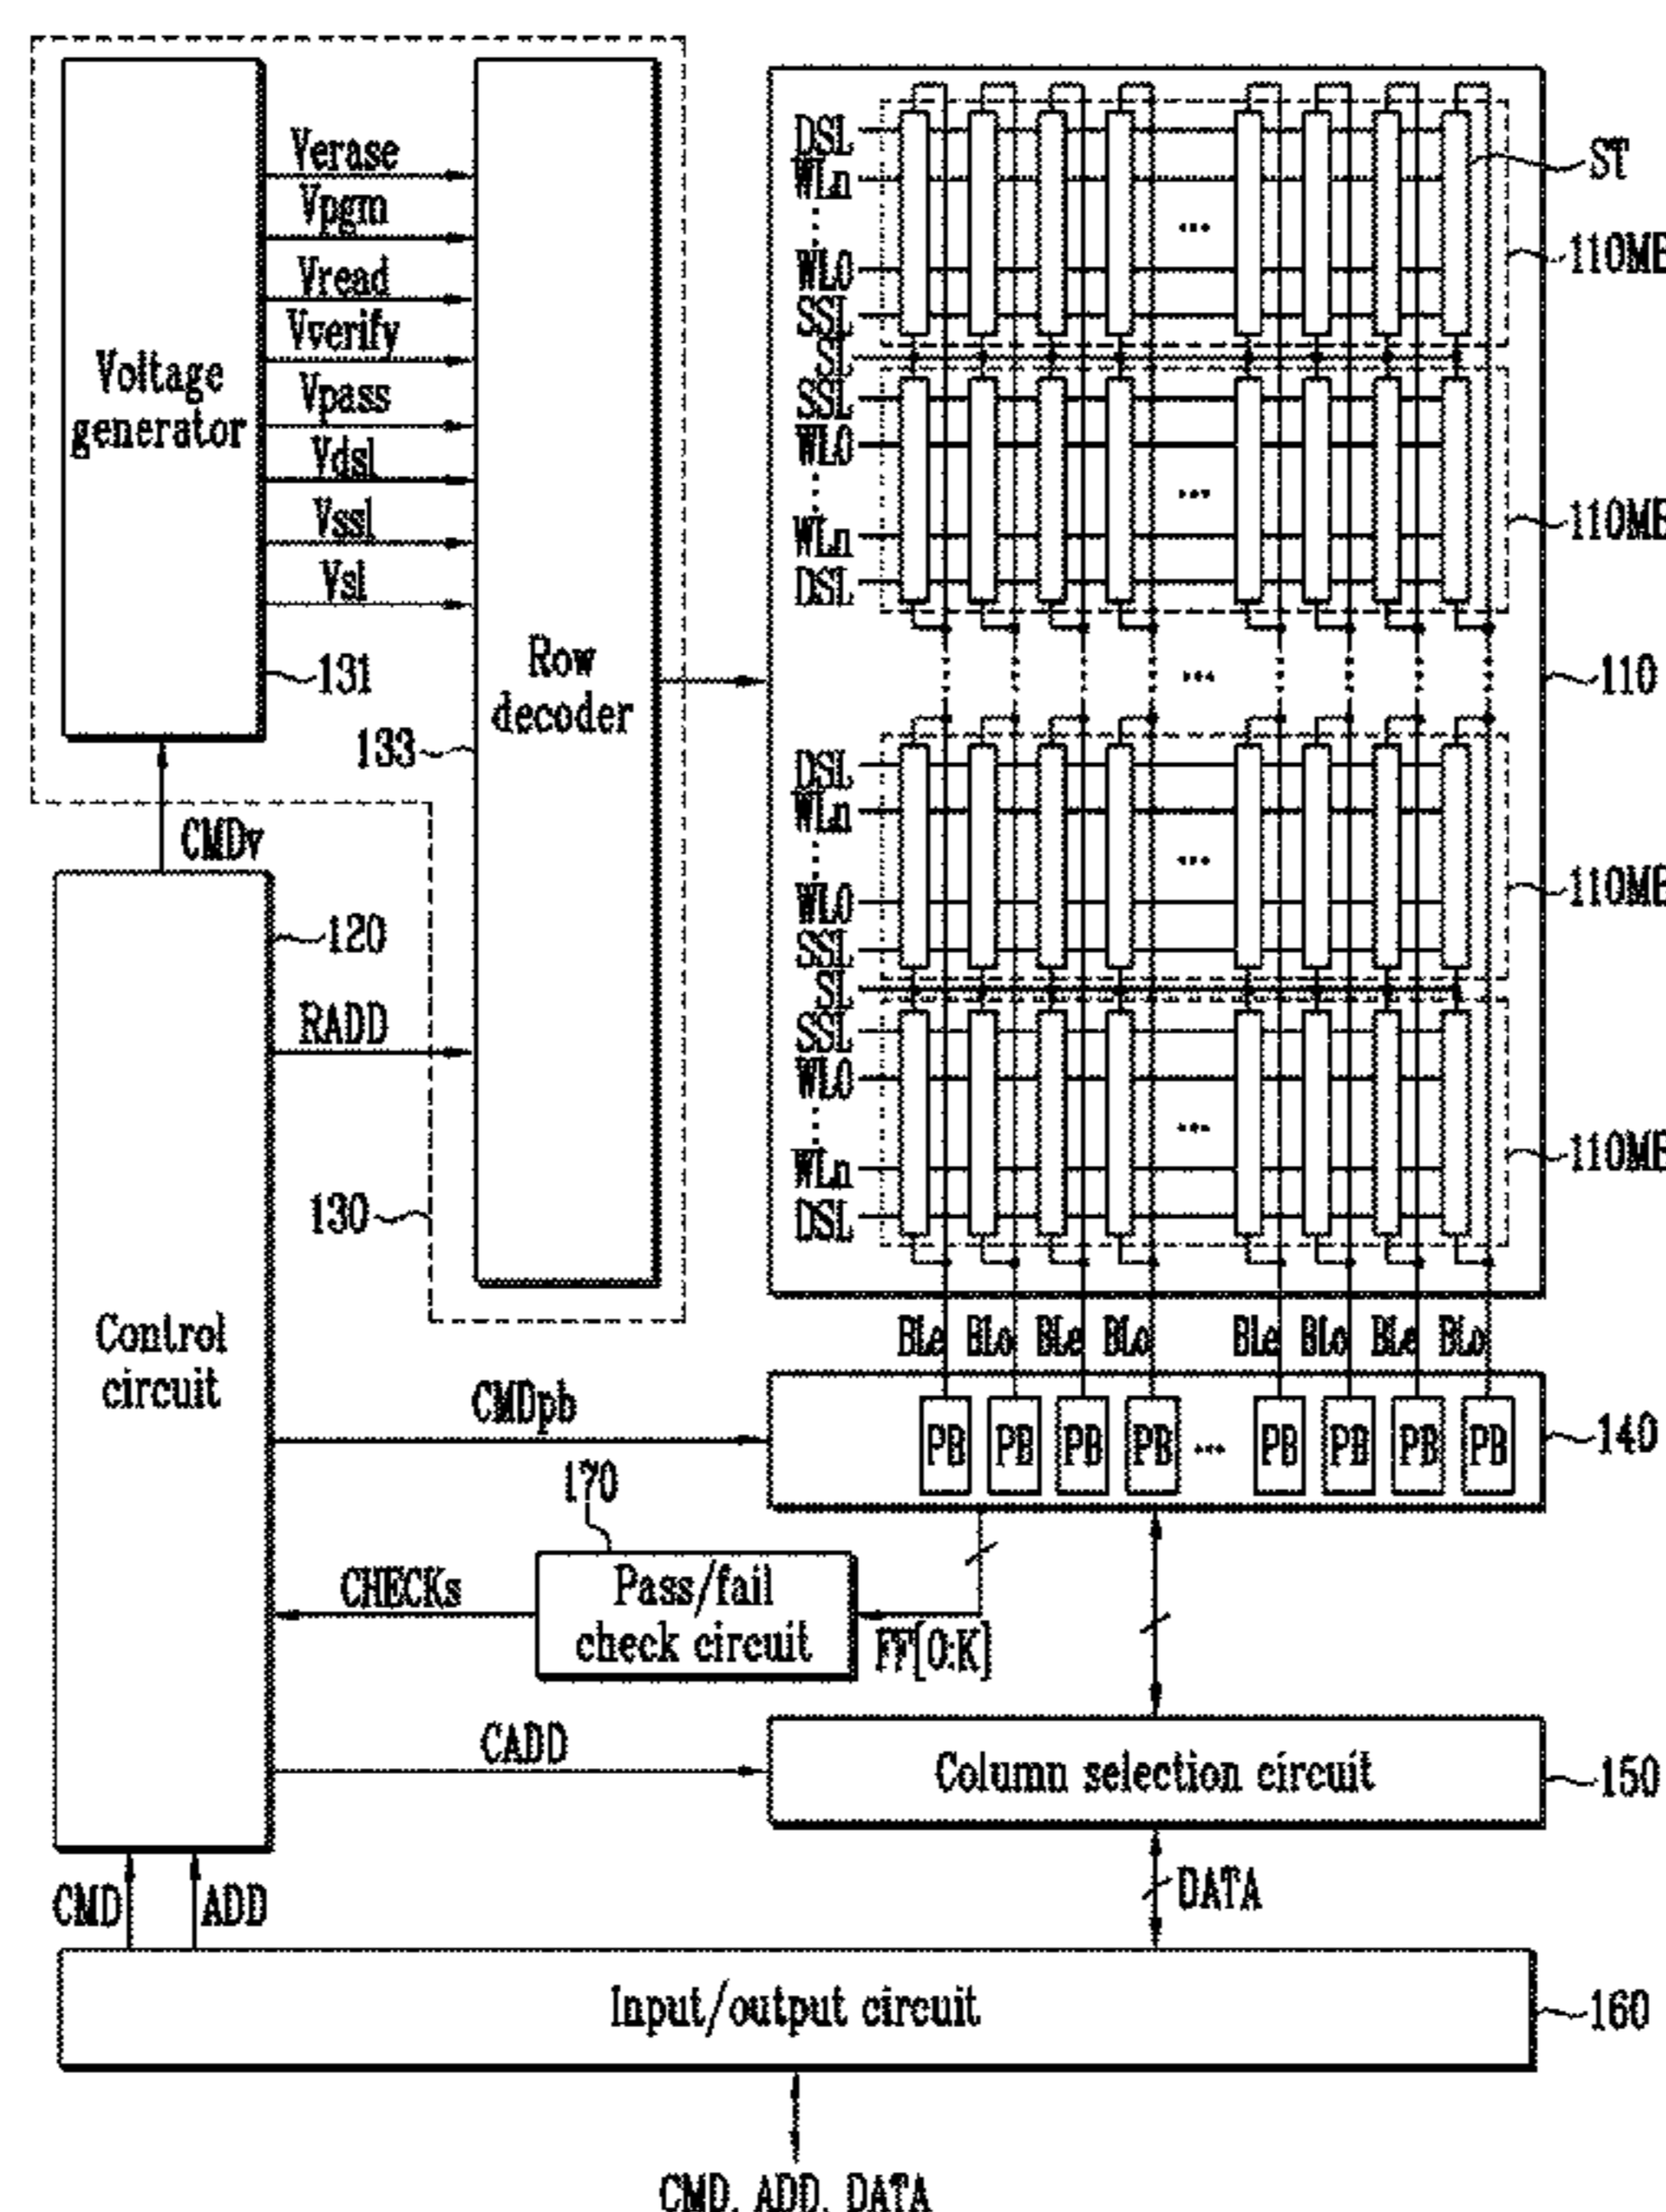 Voltage
generator
131
Verase
Vpgm
Vread
Vverify
Vpass
Vdsl
Vssl
Vsl
Row
decoder
133
130
CMDv
Control
circuit
120
RADD
DSL
WLn
WL0
SSL
SL
SSL
WL0
WLn
DSL
DSL
WLn
WL0
SSL
SL
SSL
WL0
WLn
DSL
ST
110MB
110MB
110
110MB
110MB
BLe BLo BLe BLo BLe BLo BLe BLo
CMDpb
PB PB PB PB ... PB PB PB PB
140
170
CHECKs
Pass/fail
check circuit
FF[0:K]
CADD
Column selection circuit
150
CMD
ADD
DATA
Input/output circuit
160
CMD, ADD, DATA